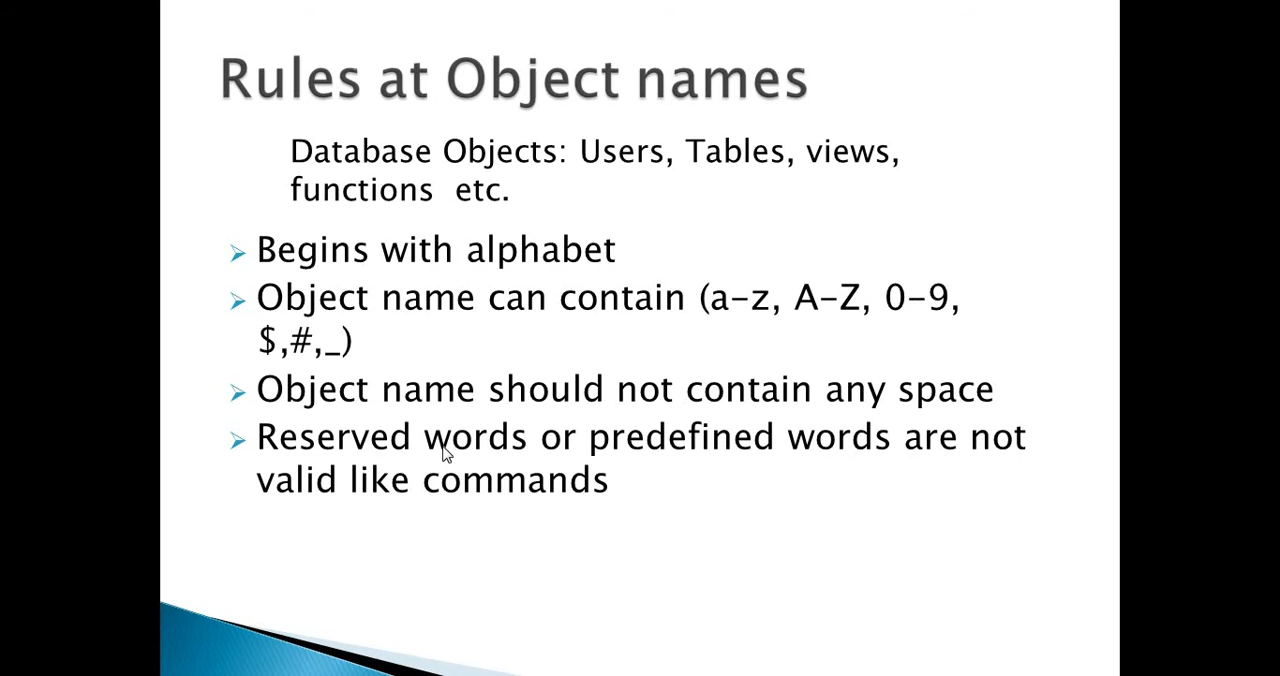 Rules at Object names
Database Objects: Users, Tables, views,
functions  etc.
➢ Begins with alphabet
➢ Object name can contain (a-z, A-Z, 0-9,
$,#,_)
➢ Object name should not contain any space
➢ Reserved words or predefined words are not
valid like commands